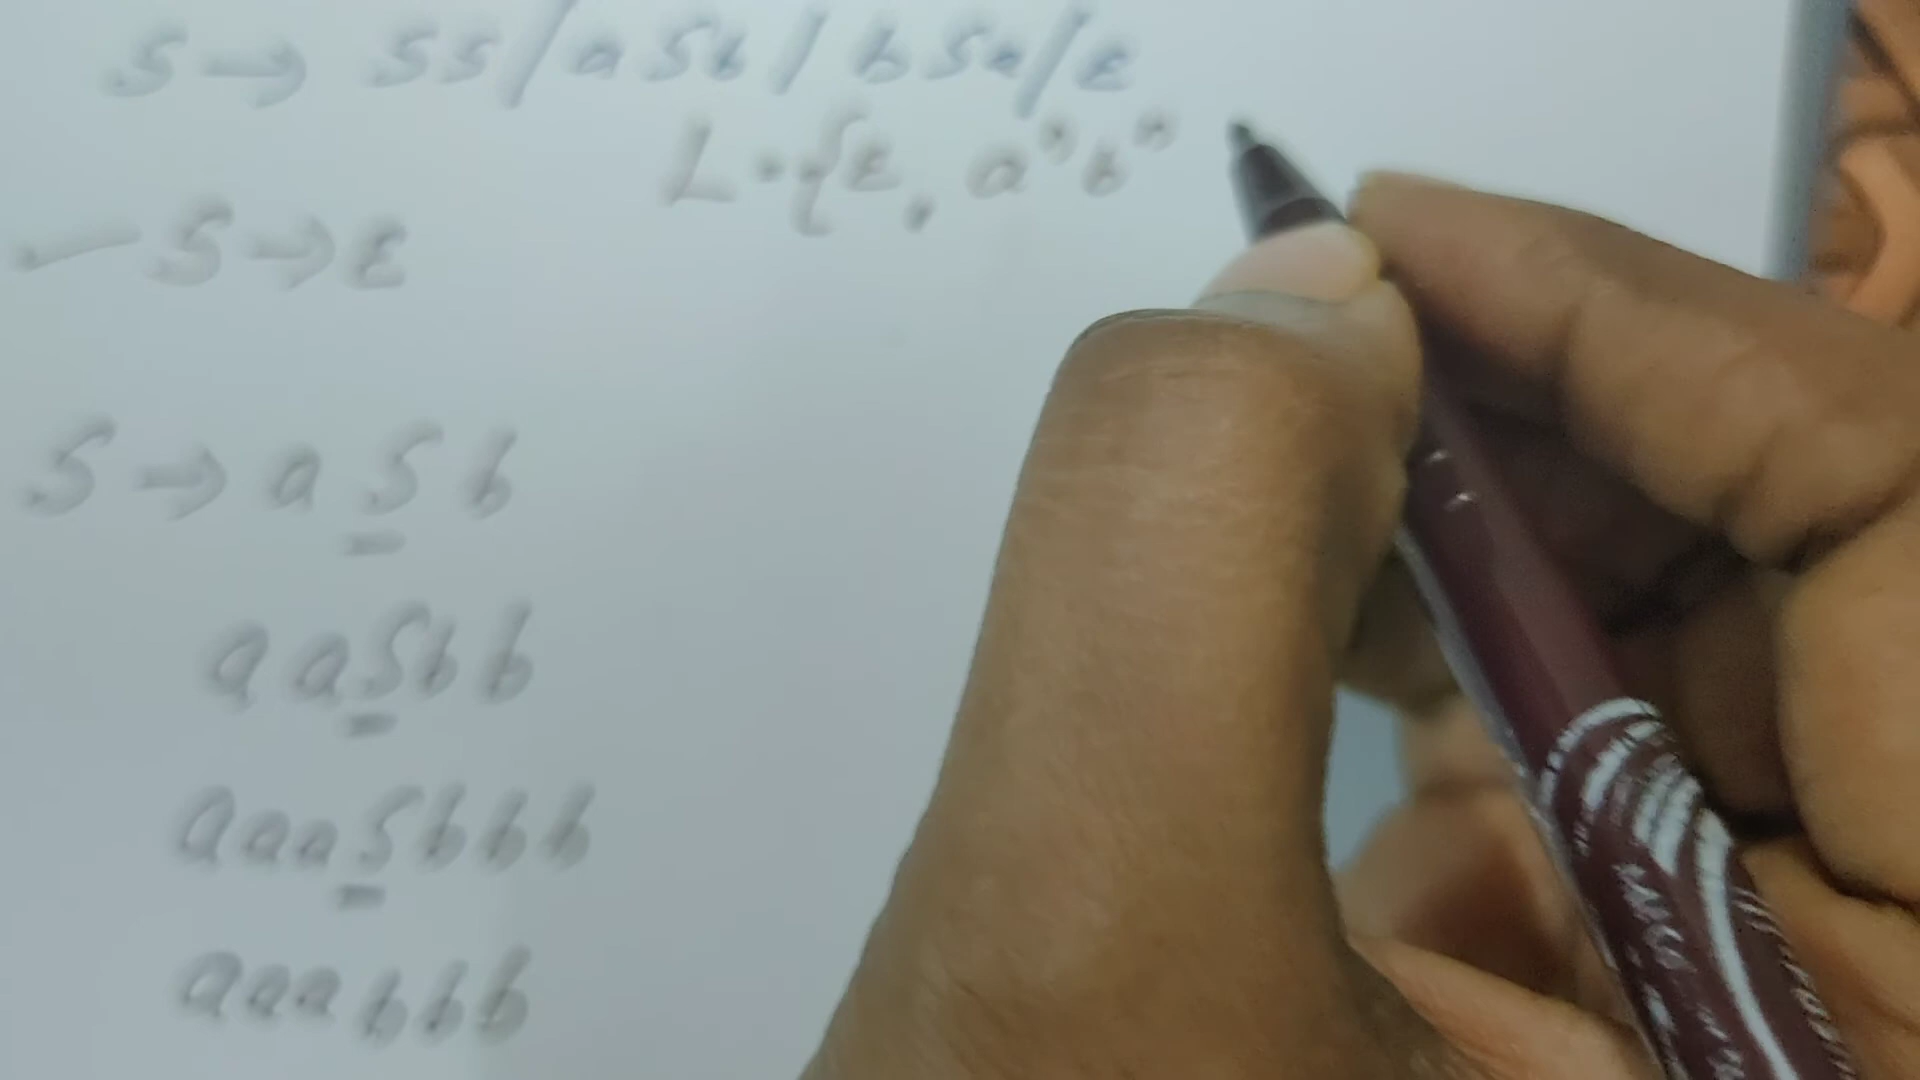 S → SS / aSb / bSa / ε
L = {ε, aⁿbⁿ
S → ε
S → a S b
a a S b b
a a a S b b b
a a a b b b